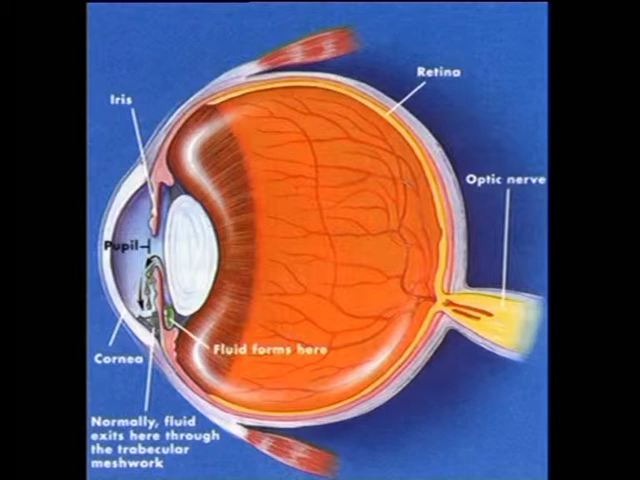 Retina
Iris
Optic nerve
Pupil
Fluid forms here
Cornea
Normally, fluid
exits here through
the trabecular
meshwork